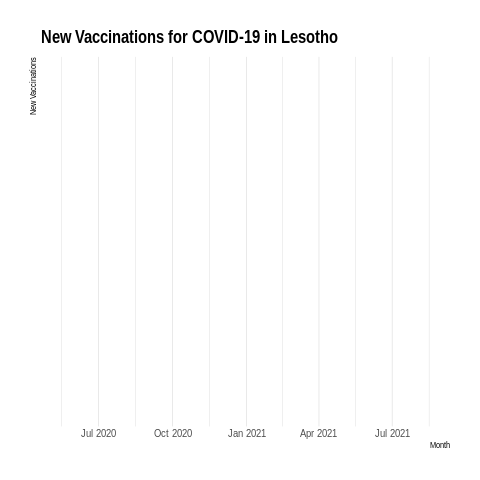 New Vaccinations for COVID-19 in Lesotho
New Vaccinations
Jul 2020 Oct 2020 Jan 2021 Apr 2021 Jul 2021
Month